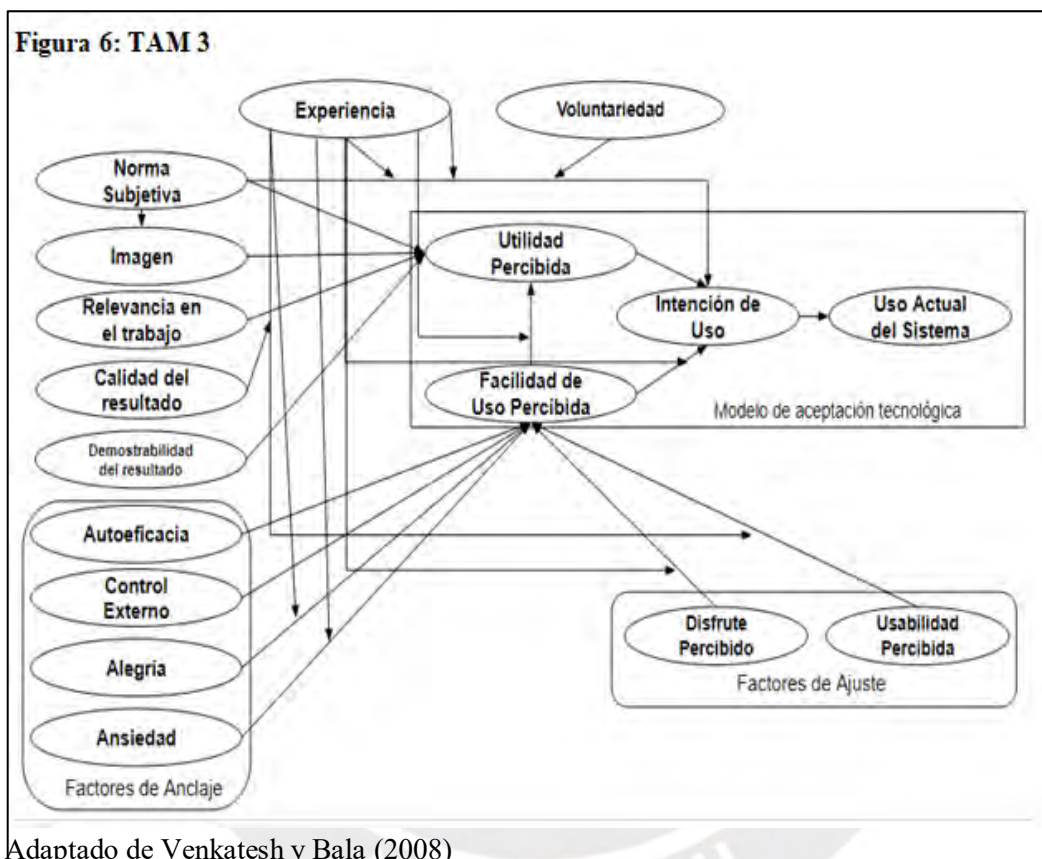 Figura 6: TAM 3
Experiencia
Voluntariedad
Norma
Subjetiva
Imagen
Utilidad
Percibida
Relevancia en
el trabajo
Intención de
Uso
Uso Actual
del Sistema
Calidad del
resultado
Facilidad de
Uso Percibida
Modelo de aceptación tecnológica
Demostrabilidad
del resultado
Autoeficacia
Control
Externo
Alegría
Ansiedad
Factores de Anclaje
Disfrute
Percibido
Usabilidad
Percibida
Factores de Ajuste
Adaptado de Venkatesh y Bala (2008)